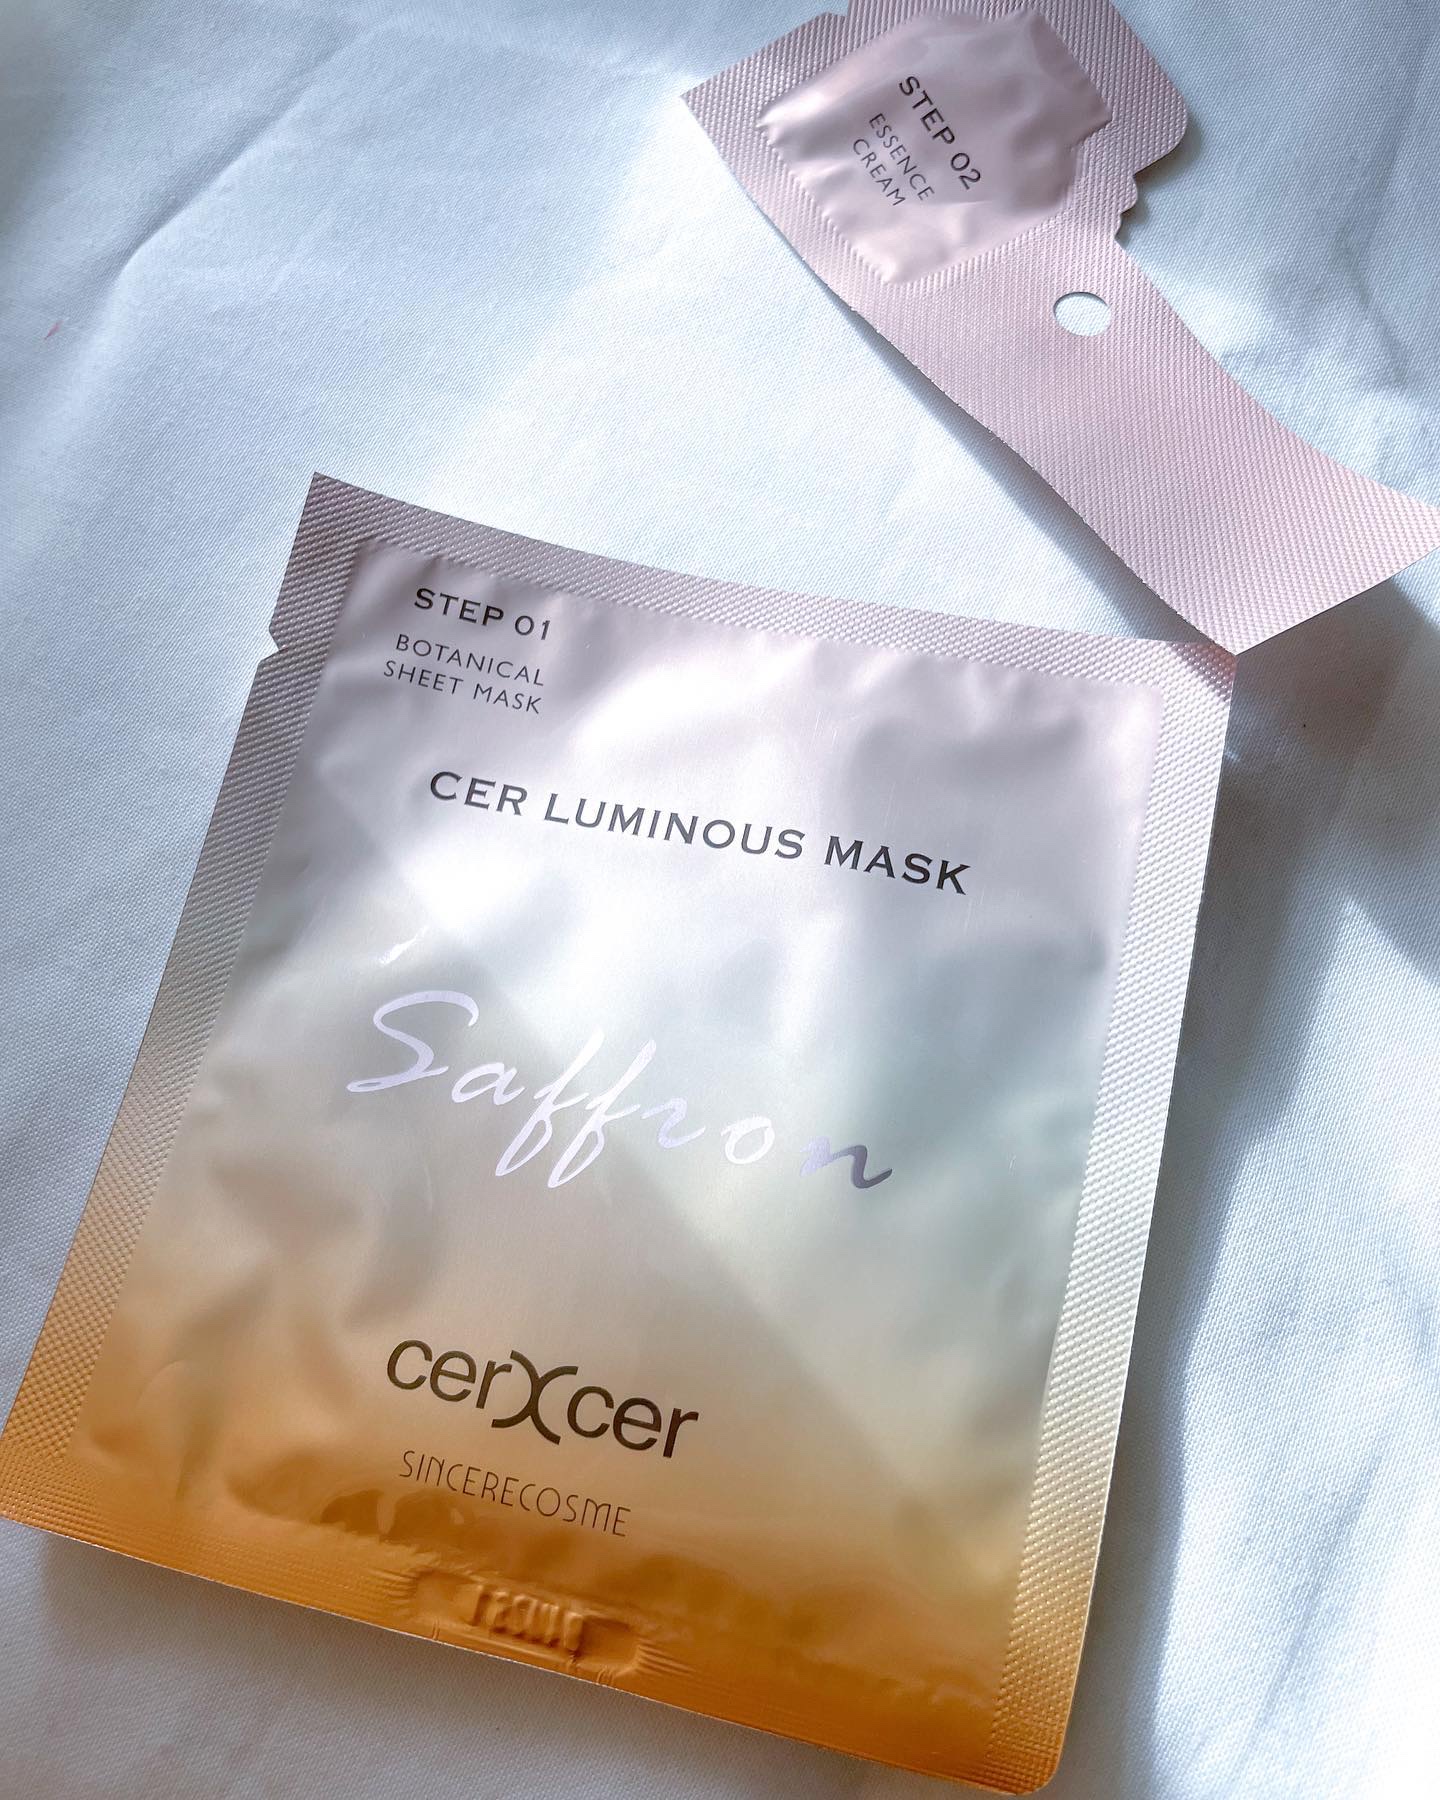 STEP 02
ESSENCE
CREAM
STEP 01
BOTANICAL
SHEET MASK
CER LUMINOUS MASK
Saffron
cerXcer
SINCERECOSME